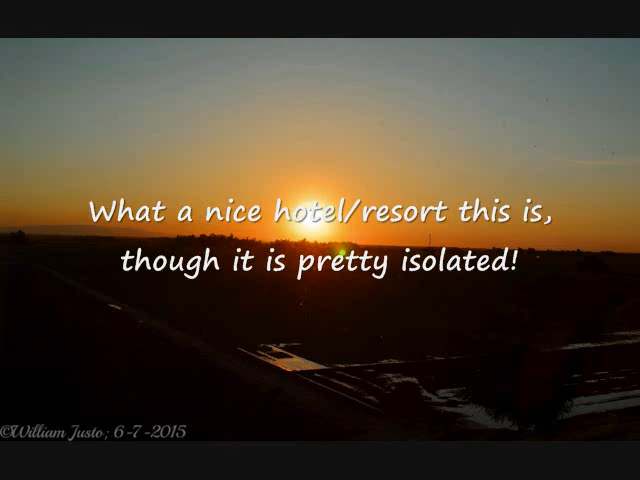 What a nice hotel/resort this is,
though it is pretty isolated!
©William Justo; 6-7-2015